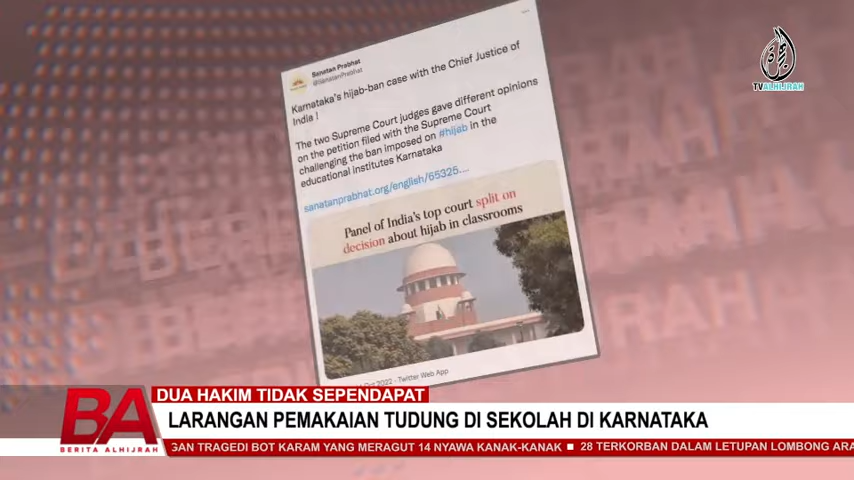 TV ALHIJRAH
Sanatan Prabhat
@SanatanPrabhat
Karnataka's hijab-ban case with the Chief Justice of
India !
The two Supreme Court judges gave different opinions
on the petition filed with the Supreme Court
challenging the ban imposed on #hijab in the
educational institutes Karnataka
sanatanprabhat.org/english/65325...
Panel of India's top court split on
decision about hijab in classrooms
Oct 2022 - Twitter Web App
DUA HAKIM TIDAK SEPENDAPAT
BA
BERITA ALHIJRAH
LARANGAN PEMAKAIAN TUDUNG DI SEKOLAH DI KARNATAKA
GAN TRAGEDI BOT KARAM YANG MERAGUT 14 NYAWA KANAK-KANAK ■ 28 TERKORBAN DALAM LETUPAN LOMBONG ARA